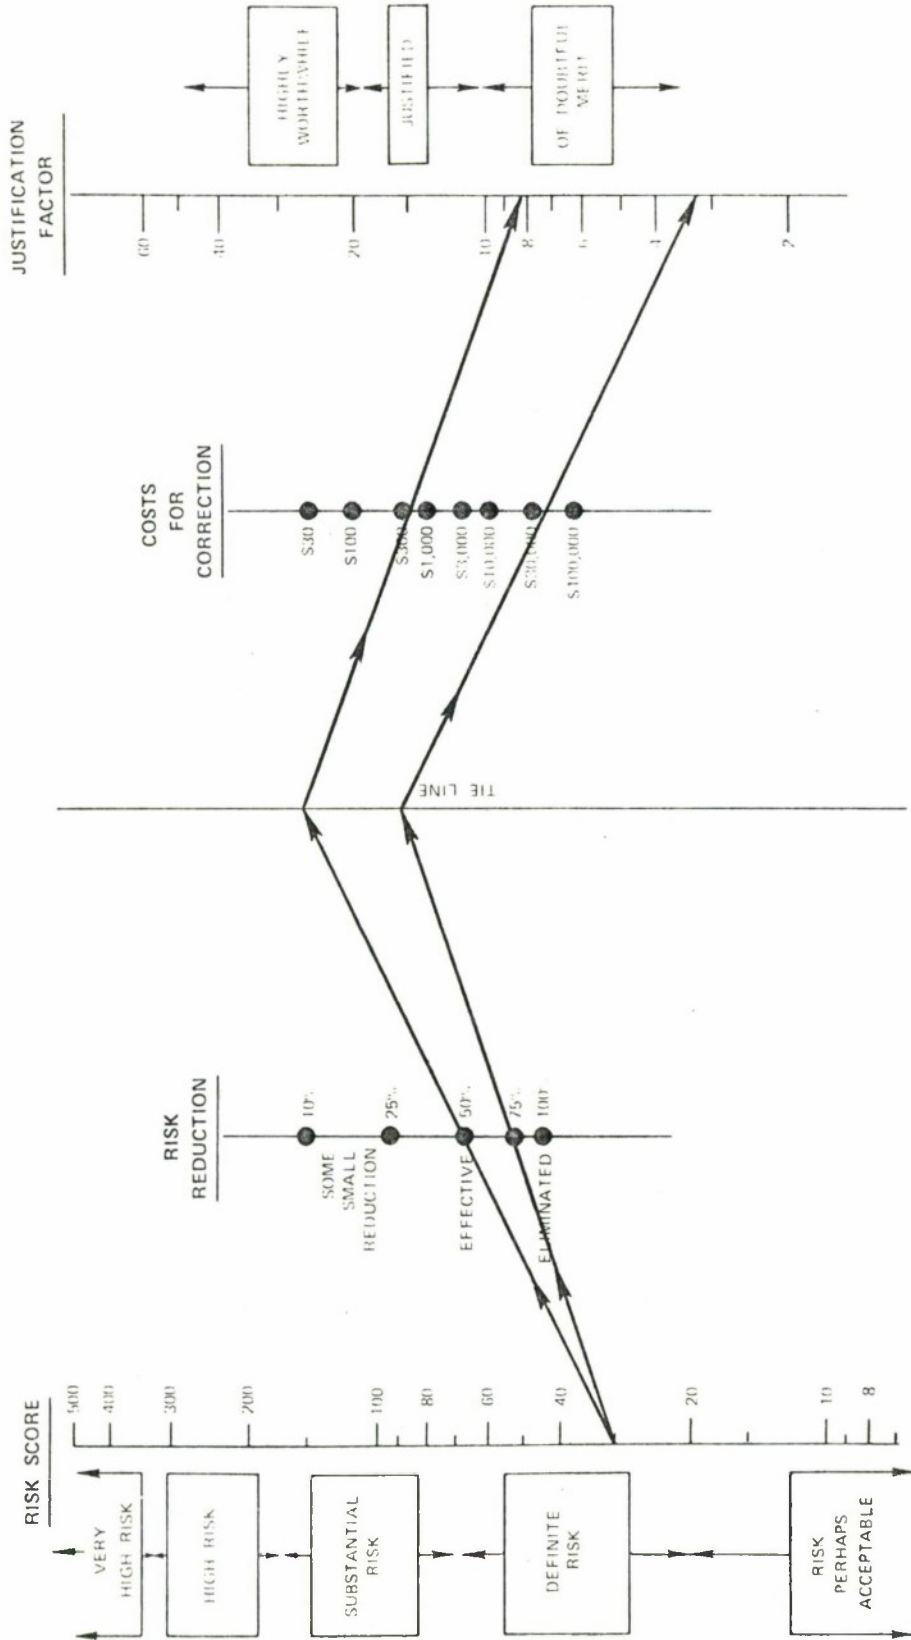 RISK SCORE
500
400
300
200
100
80
60
40
20
10
8
VERY
HIGH RISK
HIGH RISK
SUBSTANTIAL
RISK
DEFINITE
RISK
RISK
PERHAPS
ACCEPTABLE
RISK
REDUCTION
10%
25%
50%
75%
100%
SOME
SMALL
REDUCTION
EFFECTIVE
ELIMINATED
TIE LINE
COSTS
FOR
CORRECTION
$30
$100
$300
$1,000
$3,000
$10,000
$30,000
$100,000
JUSTIFICATION
FACTOR
60
40
20
10
8
6
4
2
HIGHLY
WORTHWHILE
JUSTIFIED
OF DOUBTFUL
MERIT